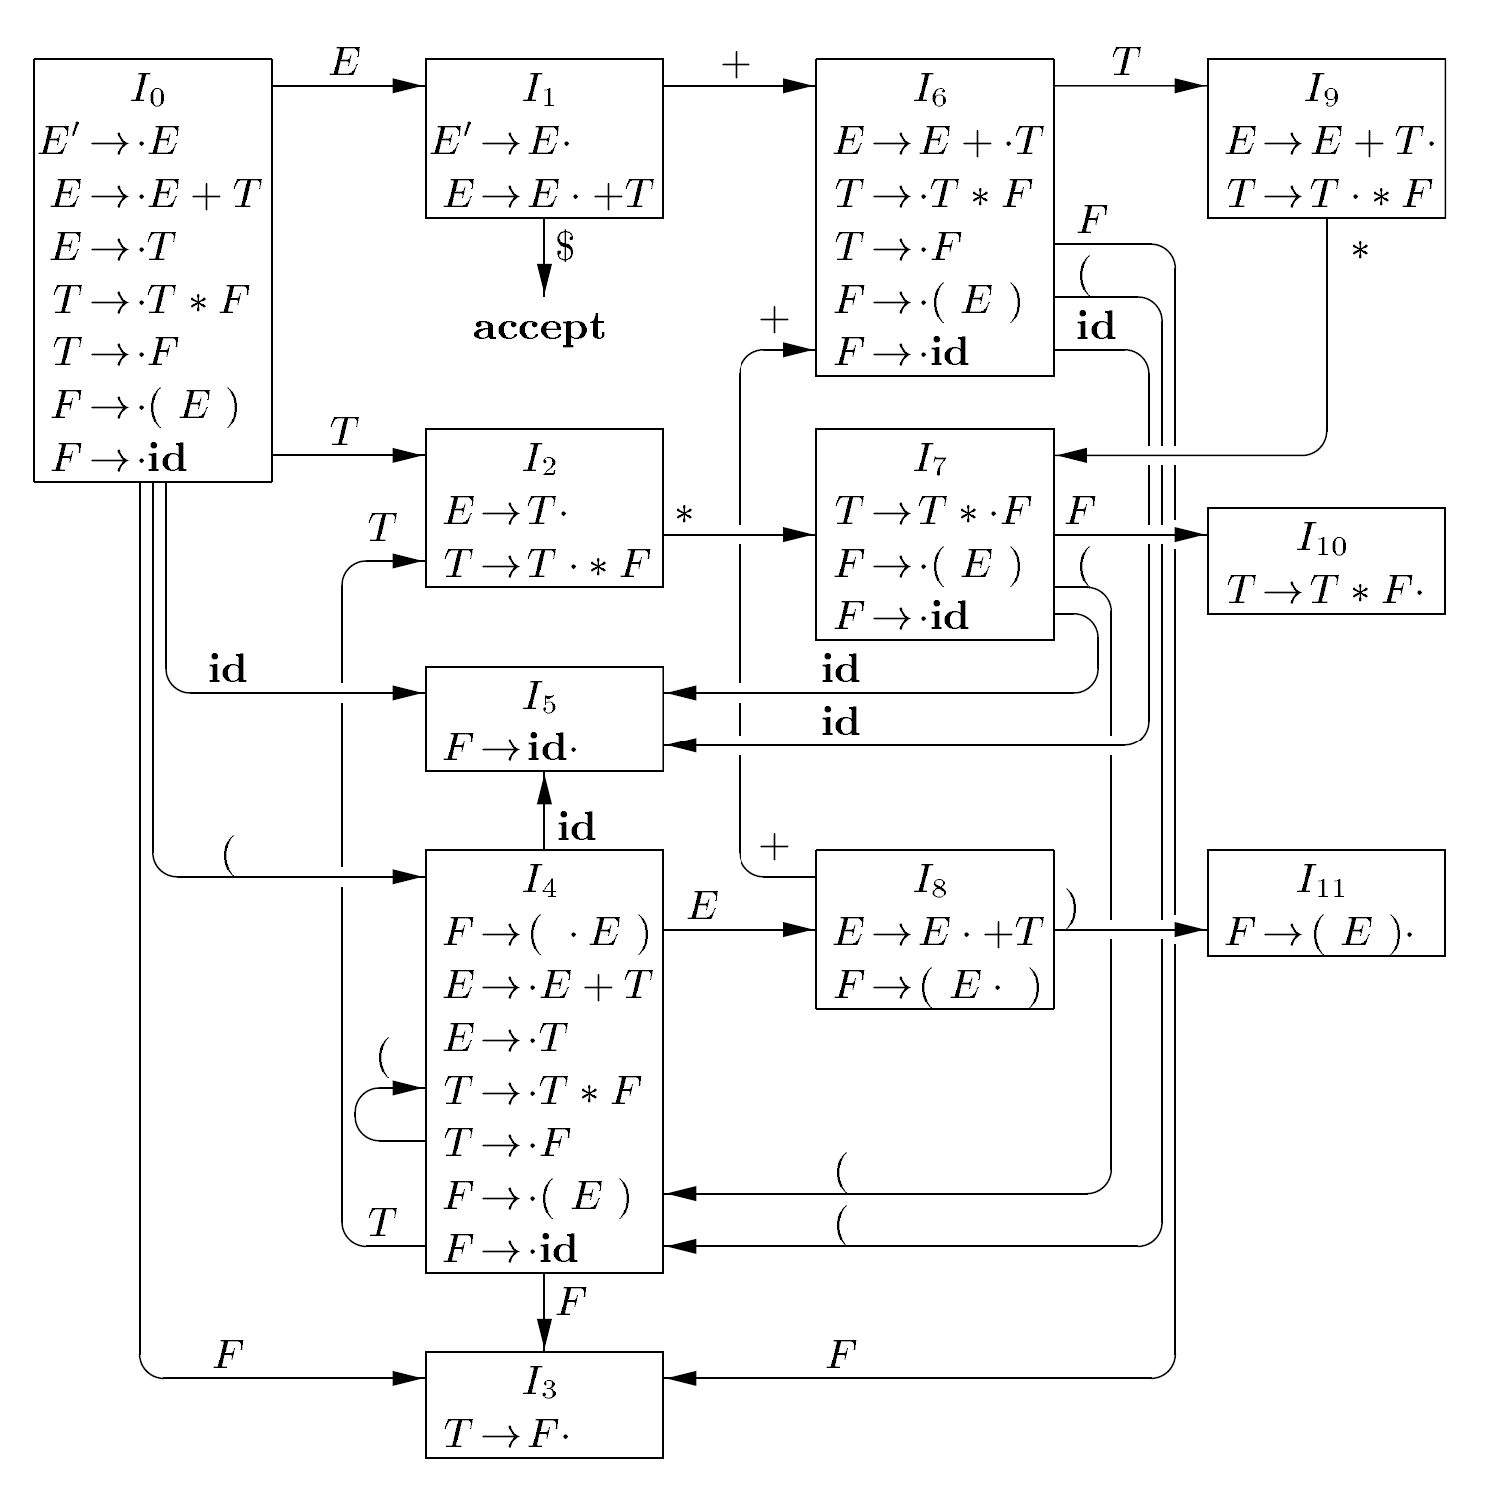 E
I₀
E′ → ·E
E → ·E + T
E → ·T
T → ·T ∗ F
T → ·F
F → ·( E )
F → ·id
I₁
E′ → E·
E → E · +T
$
accept
+
I₆
E → E + ·T
T → ·T ∗ F
T → ·F
F → ·( E )
F → ·id
T
I₉
E → E + T·
T → T · ∗ F
F
(
id
∗
+
T
I₂
E → T·
T → T · ∗ F
T
∗
I₇
T → T ∗ ·F
F → ·( E )
F → ·id
F
(
I₁₀
T → T ∗ F·
id
I₅
F → id·
id
id
id
(
I₄
F → ( · E )
E → ·E + T
E → ·T
T → ·T ∗ F
T → ·F
F → ·( E )
F → ·id
E
+
I₈
E → E · +T
F → ( E · )
)
I₁₁
F → ( E )·
(
T
(
(
F
F
I₃
T → F·
F